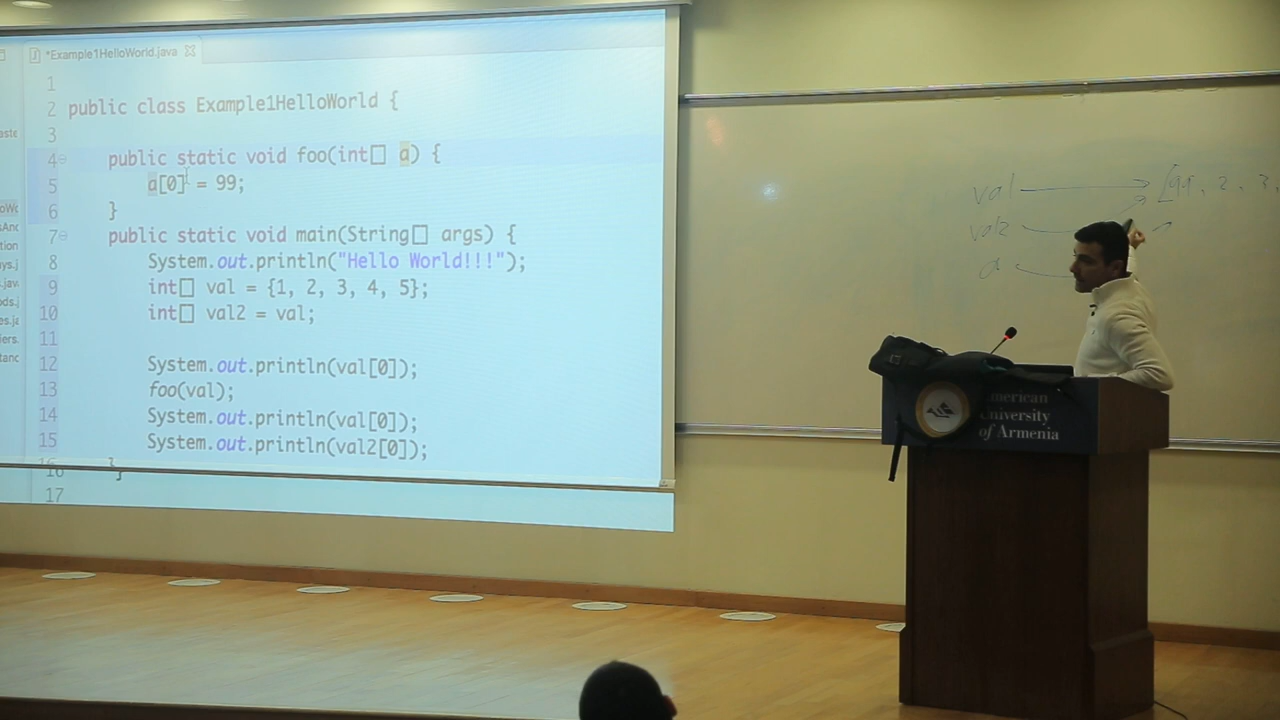 *Example1HelloWorld.java
1
2 public class Example1HelloWorld {
3
4 public static void foo(int[] a) {
5 a[0] = 99;
6 }
7 public static void main(String[] args) {
8 System.out.println("Hello World!!!");
9 int[] val = {1, 2, 3, 4, 5};
10 int[] val2 = val;
11
12 System.out.println(val[0]);
13 foo(val);
14 System.out.println(val[0]);
15 System.out.println(val2[0]);
16 }
17
val [99, 2, 3,
val2
a
American
University
of Armenia